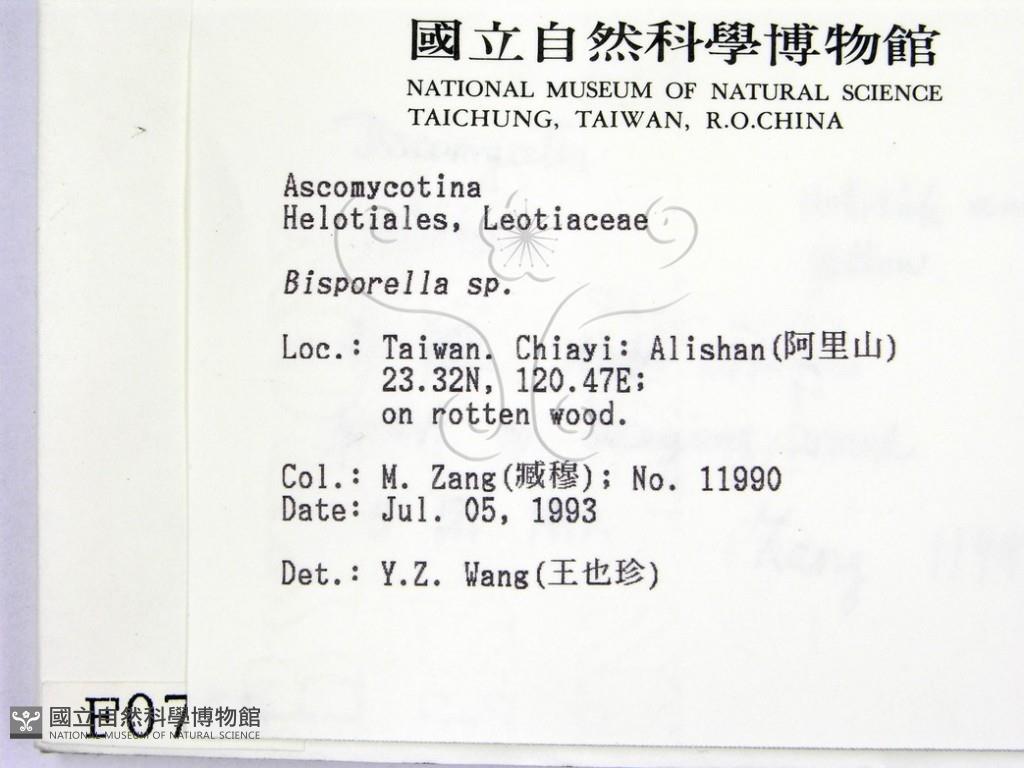 國立自然科學博物館
NATIONAL MUSEUM OF NATURAL SCIENCE
TAICHUNG, TAIWAN, R.O.CHINA
Ascomycotina
Helotiales, Leotiaceae
Bisporella sp.
Loc.: Taiwan. Chiayi: Alishan(阿里山)
23.32N, 120.47E;
on rotten wood.
Col.: M. Zang(臧穆); No. 11990
Date: Jul. 05, 1993
Det.: Y.Z. Wang(王也珍)
F07
國立自然科學博物館
NATIONAL MUSEUM OF NATURAL SCIENCE